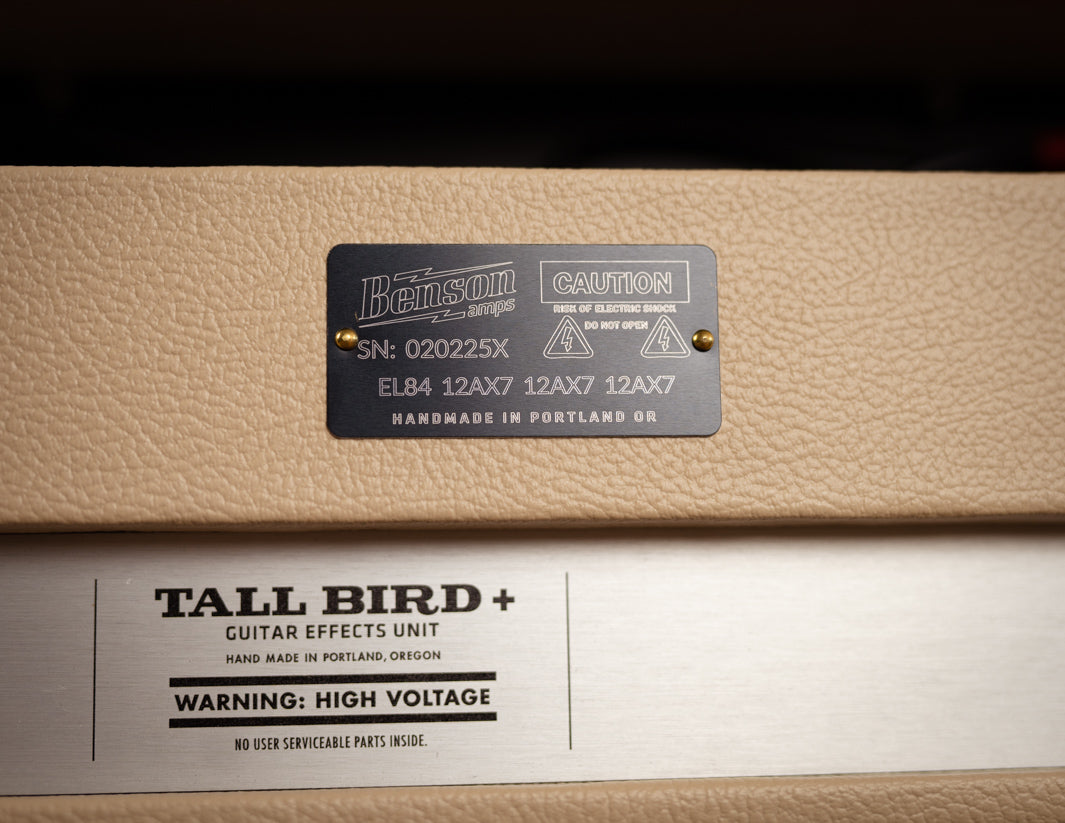 Benson
amps
CAUTION
RISK OF ELECTRIC SHOCK
DO NOT OPEN
SN: 020225X
EL84 12AX7 12AX7 12AX7
HANDMADE IN PORTLAND OR
TALL BIRD+
GUITAR EFFECTS UNIT
HAND MADE IN PORTLAND, OREGON
WARNING: HIGH VOLTAGE
NO USER SERVICEABLE PARTS INSIDE.